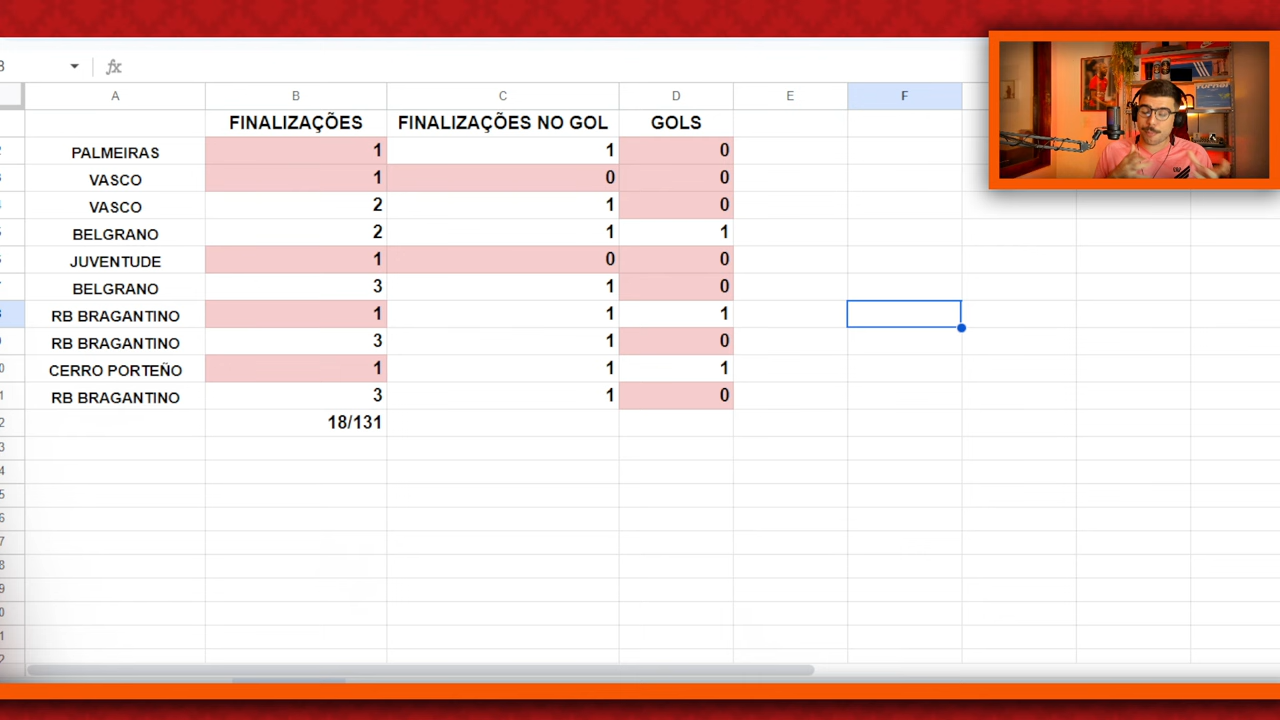 fx
A B C D E F
FINALIZAÇÕES FINALIZAÇÕES NO GOL GOLS
PALMEIRAS 1 1 0
VASCO 1 0 0
VASCO 2 1 0
BELGRANO 2 1 1
JUVENTUDE 1 0 0
BELGRANO 3 1 0
RB BRAGANTINO 1 1 1
RB BRAGANTINO 3 1 0
CERRO PORTEÑO 1 1 1
RB BRAGANTINO 3 1 0
18/131